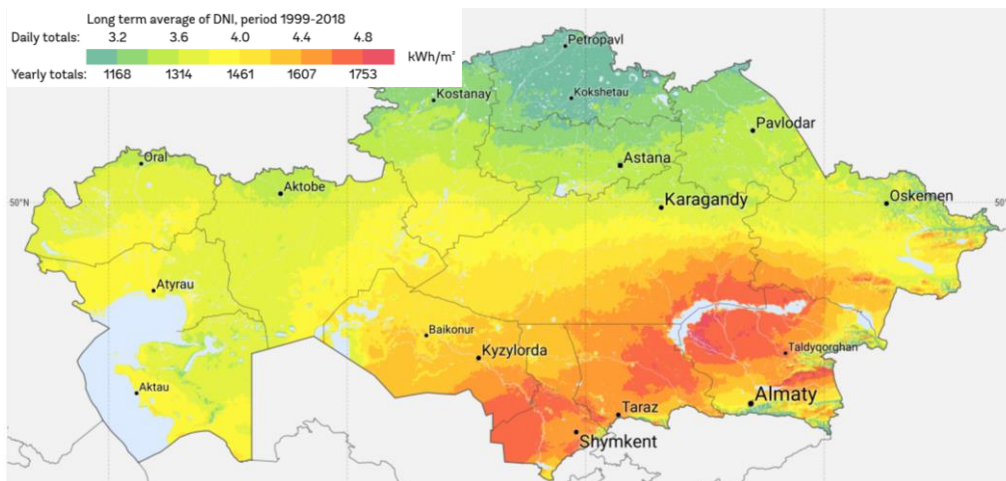 Long term average of DNI, period 1999-2018
Daily totals: 3.2 3.6 4.0 4.4 4.8
kWh/m²
Yearly totals: 1168 1314 1461 1607 1753
Petropavl
Kostanay
Kokshetau
Pavlodar
Oral
Astana
Aktobe
50°N
Karagandy
Oskemen
50°
Atyrau
Baikonur
Kyzylorda
Taldyqorghan
Aktau
Almaty
Taraz
Shymkent